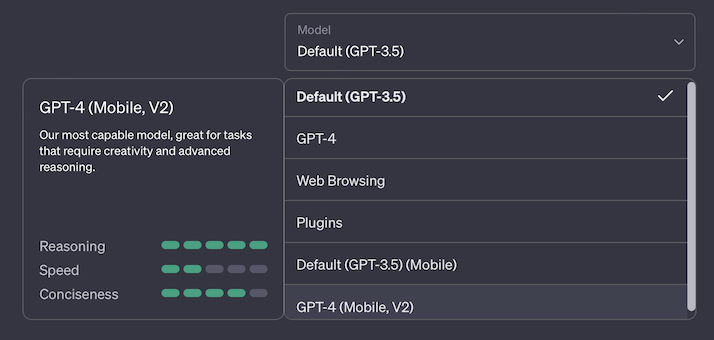 Model
Default (GPT-3.5)
GPT-4 (Mobile, V2)
Our most capable model, great for tasks
that require creativity and advanced
reasoning.
Reasoning
Speed
Conciseness
Default (GPT-3.5)
GPT-4
Web Browsing
Plugins
Default (GPT-3.5) (Mobile)
GPT-4 (Mobile, V2)